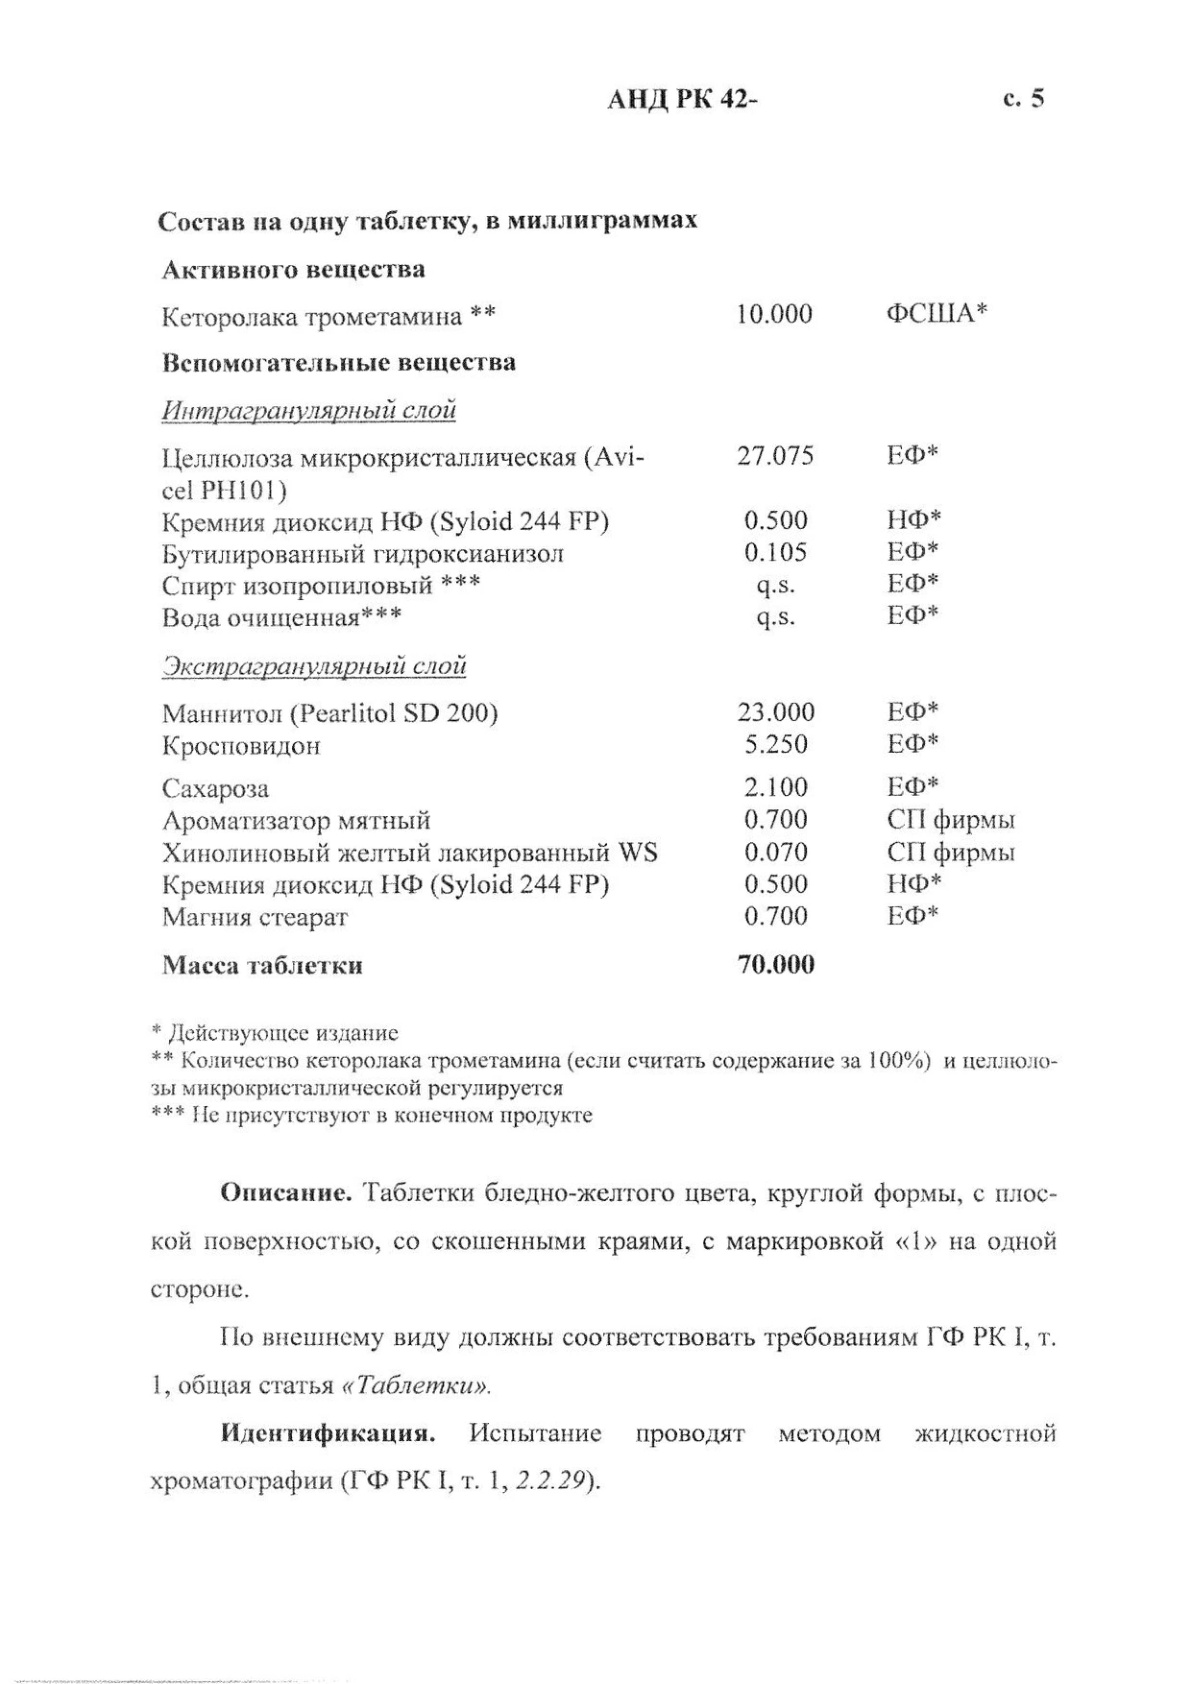 АНД РК 42- с. 5
Состав на одну таблетку, в миллиграммах
Активного вещества
Кеторолака трометамина ** 10.000 ФСША*
Вспомогательные вещества
Интрагранулярный слой
Целлюлоза микрокристаллическая (Avi- 27.075 ЕФ*
cel PH101)
Кремния диоксид НФ (Syloid 244 FP) 0.500 НФ*
Бутилированный гидроксианизол 0.105 ЕФ*
Спирт изопропиловый *** q.s. ЕФ*
Вода очищенная*** q.s. ЕФ*
Экстрагранулярный слой
Маннитол (Pearlitol SD 200) 23.000 ЕФ*
Кросповидон 5.250 ЕФ*
Сахароза 2.100 ЕФ*
Ароматизатор мятный 0.700 СП фирмы
Хинолиновый желтый лакированный WS 0.070 СП фирмы
Кремния диоксид НФ (Syloid 244 FP) 0.500 НФ*
Магния стеарат 0.700 ЕФ*
Масса таблетки 70.000
* Действующее издание
** Количество кеторолака трометамина (если считать содержание за 100%) и целлюло-
зы микрокристаллической регулируется
*** Не присутствуют в конечном продукте
Описание. Таблетки бледно-желтого цвета, круглой формы, с плос-
кой поверхностью, со скошенными краями, с маркировкой «1» на одной
стороне.
По внешнему виду должны соответствовать требованиям ГФ РК I, т.
1, общая статья «Таблетки».
Идентификация. Испытание проводят методом жидкостной
хроматографии (ГФ РК I, т. 1, 2.2.29).